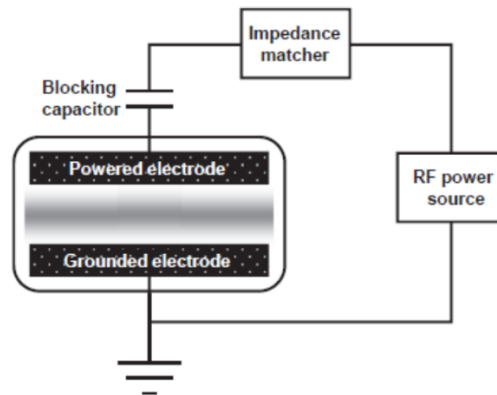 Impedance
matcher
Blocking
capacitor
Powered electrode
RF power
source
Grounded electrode